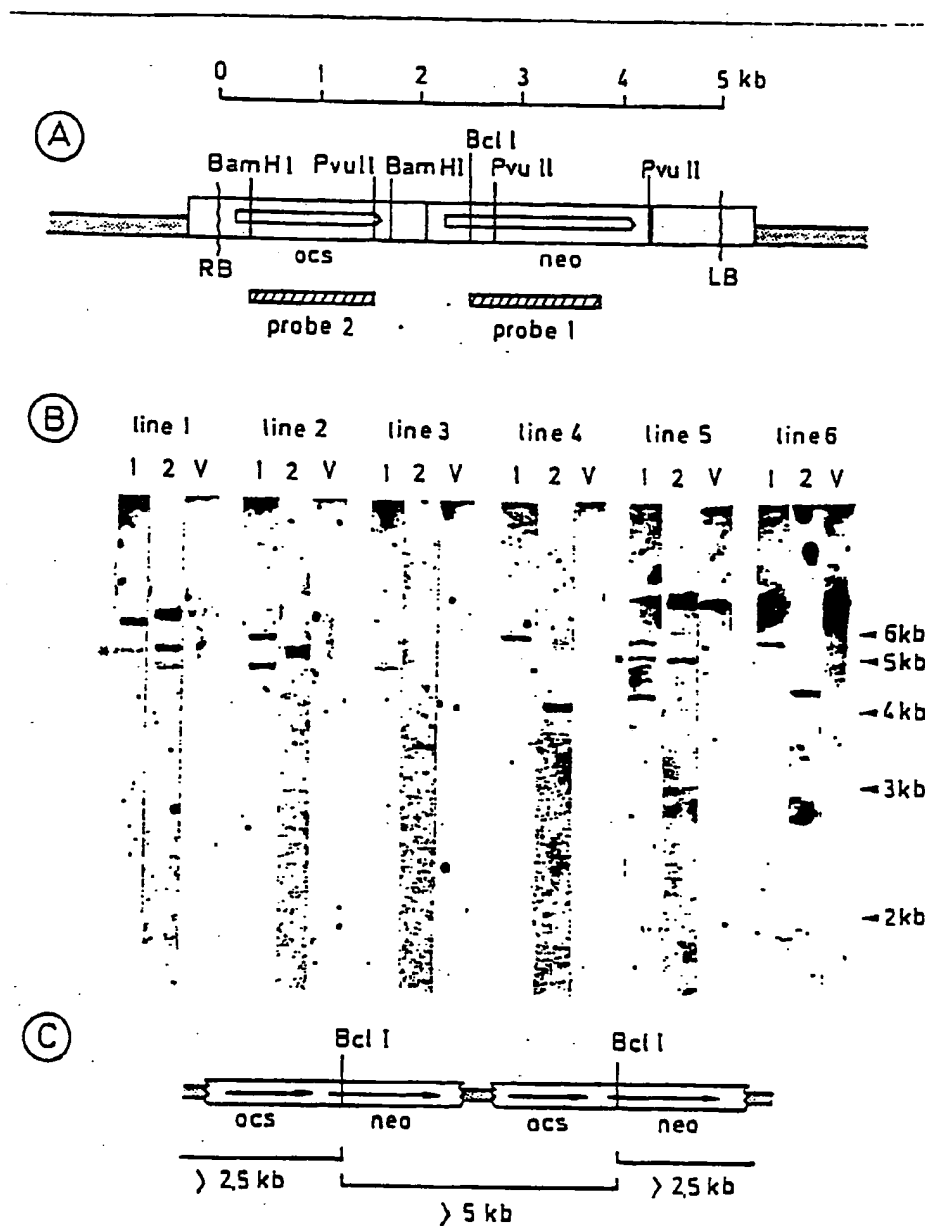 0 1 2 3 4 5 kb
A
Bcl I
BamHI PvuII BamHI Pvu II Pvu II
ocs neo
RB LB
probe 2 probe 1
B
line 1 line 2 line 3 line 4 line 5 line 6
1 2 V 1 2 V 1 2 V 1 2 V 1 2 V 1 2 V
*
6kb
5kb
4kb
3kb
2kb
C
Bcl I Bcl I
ocs neo ocs neo
> 2,5 kb > 2,5 kb
> 5 kb